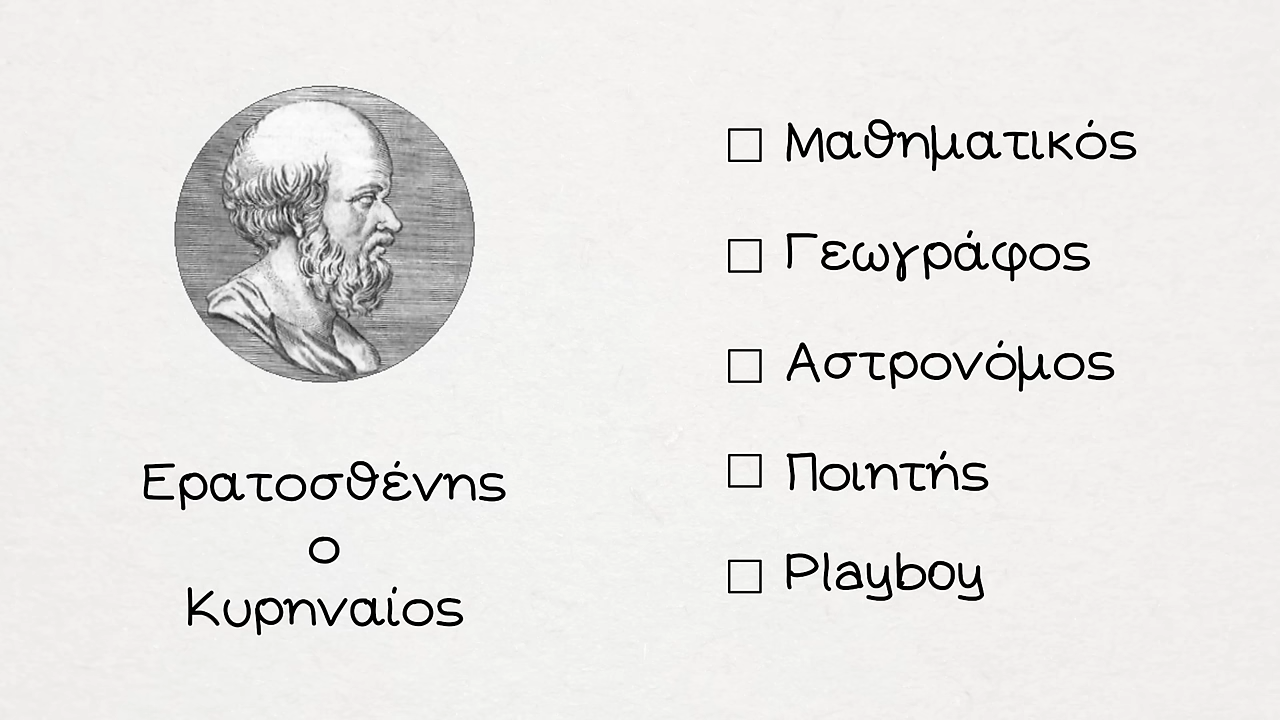 Ερατοσθένης
ο
Κυρηναίος
☐ Μαθηματικός
☐ Γεωγράφος
☐ Αστρονόμος
☐ Ποιητής
☐ Playboy